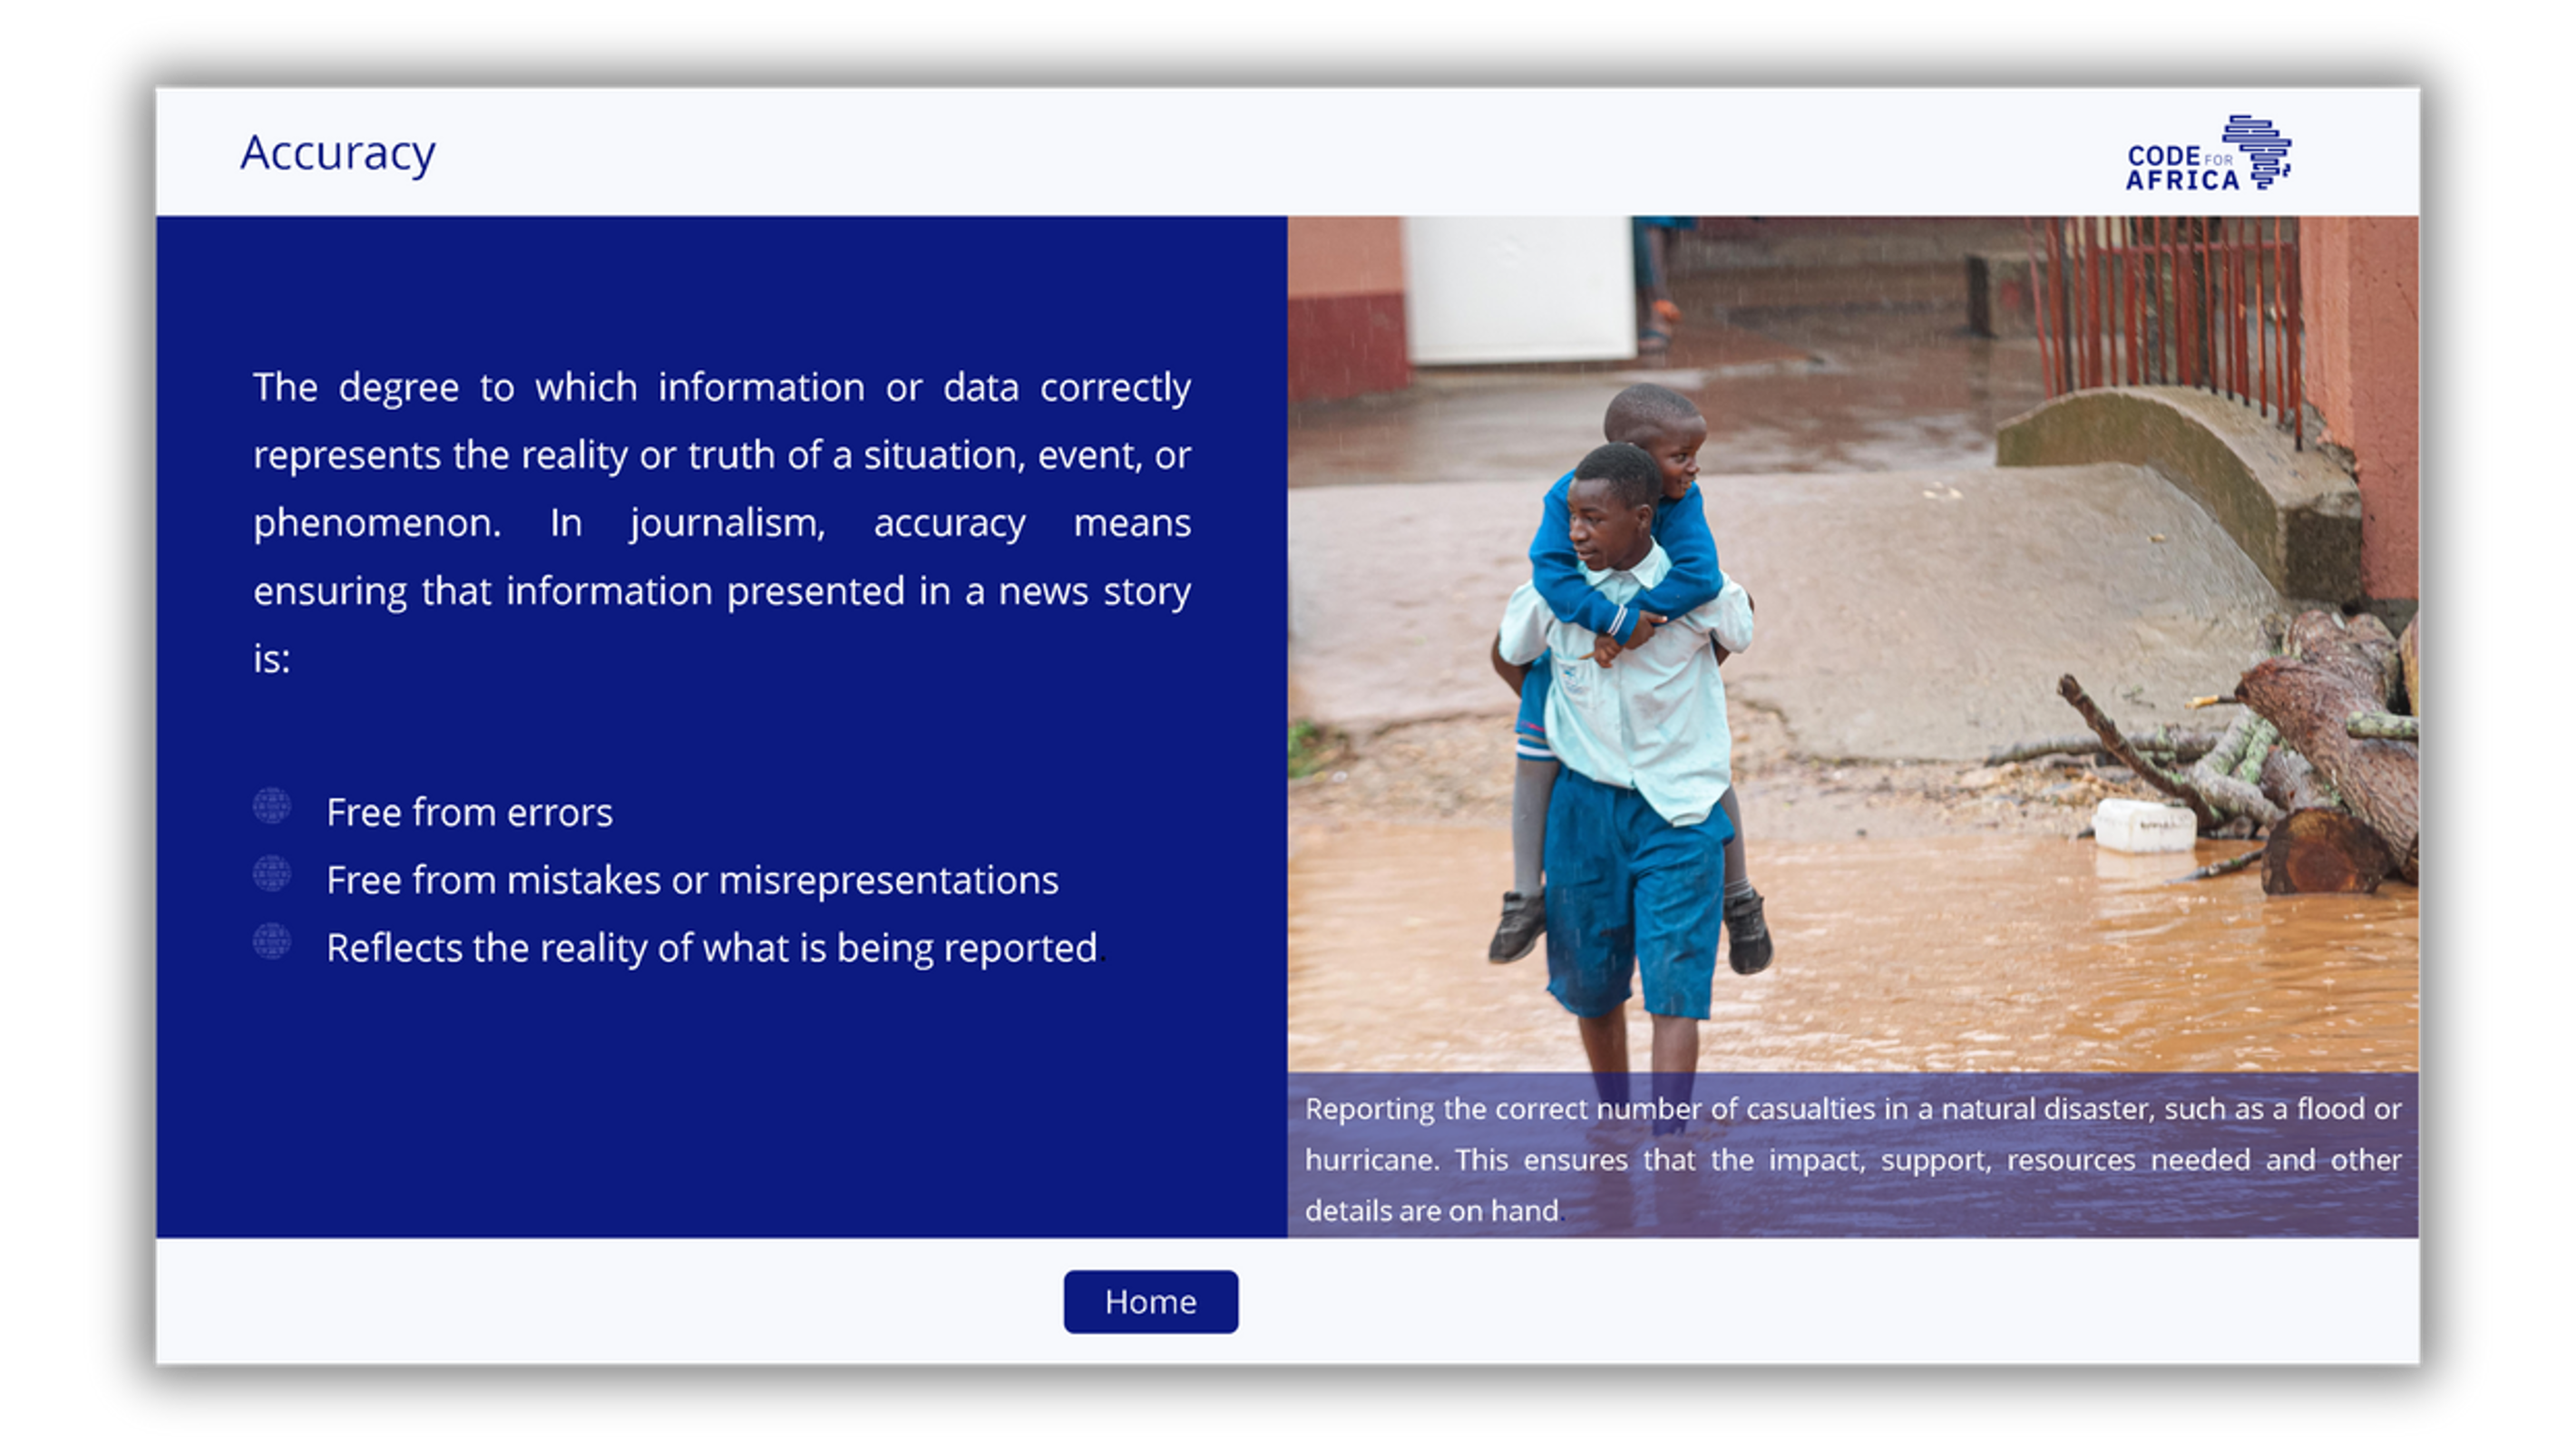 Accuracy
CODE FOR
AFRICA
The degree to which information or data correctly
represents the reality or truth of a situation, event, or
phenomenon. In journalism, accuracy means
ensuring that information presented in a news story
is:
Free from errors
Free from mistakes or misrepresentations
Reflects the reality of what is being reported.
Reporting the correct number of casualties in a natural disaster, such as a flood or
hurricane. This ensures that the impact, support, resources needed and other
details are on hand.
Home